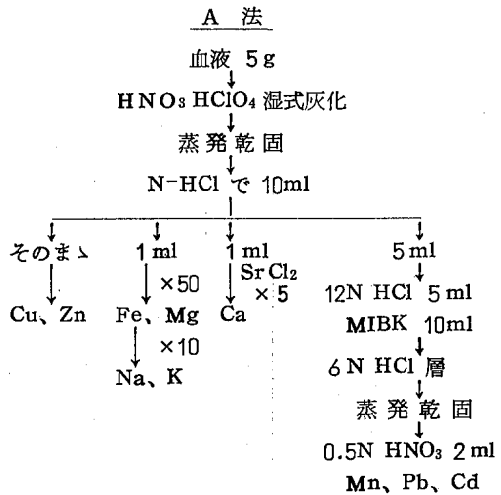 A 法
血液 5g
HNO3 HClO4 湿式灰化
蒸発乾固
N-HCl で 10ml
そのまゝ 1ml 1ml 5ml
×50 SrCl2 ×5 12N HCl 5ml
Cu、Zn Fe、Mg Ca MIBK 10ml
×10 6N HCl 層
Na、K 蒸発乾固
0.5N HNO3 2ml
Mn、Pb、Cd